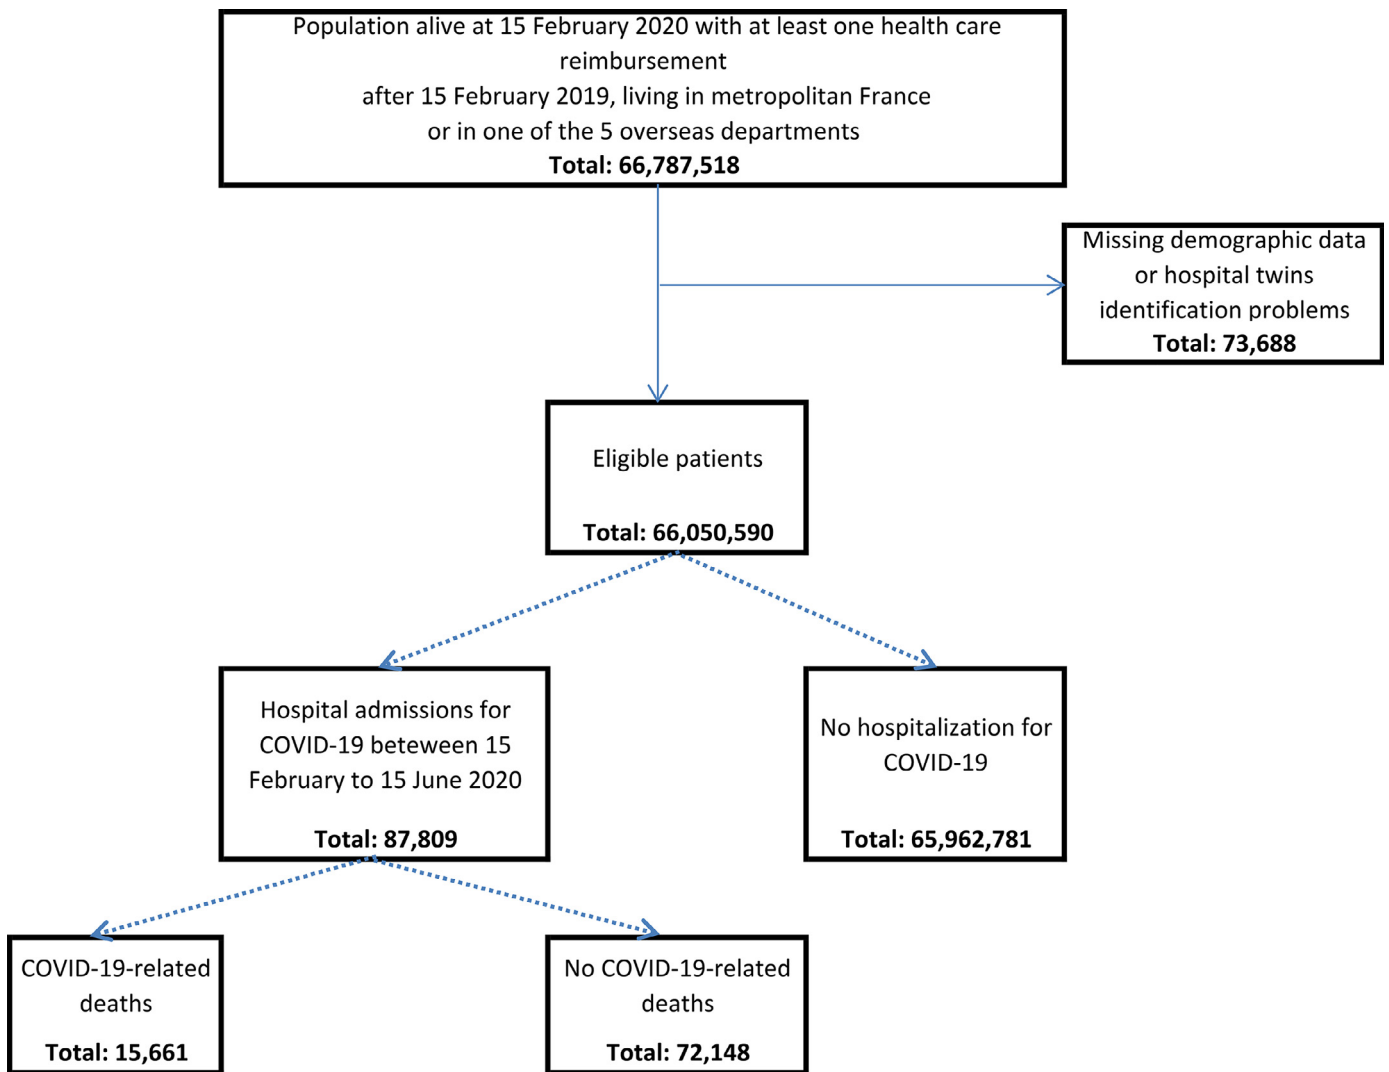 Population alive at 15 February 2020 with at least one health care
reimbursement
after 15 February 2019, living in metropolitan France
or in one of the 5 overseas departments
Total: 66,787,518
Missing demographic data
or hospital twins
identification problems
Total: 73,688
Eligible patients
Total: 66,050,590
Hospital admissions for
COVID-19 beteween 15
February to 15 June 2020
Total: 87,809
No hospitalization for
COVID-19
Total: 65,962,781
COVID-19-related
deaths
Total: 15,661
No COVID-19-related
deaths
Total: 72,148